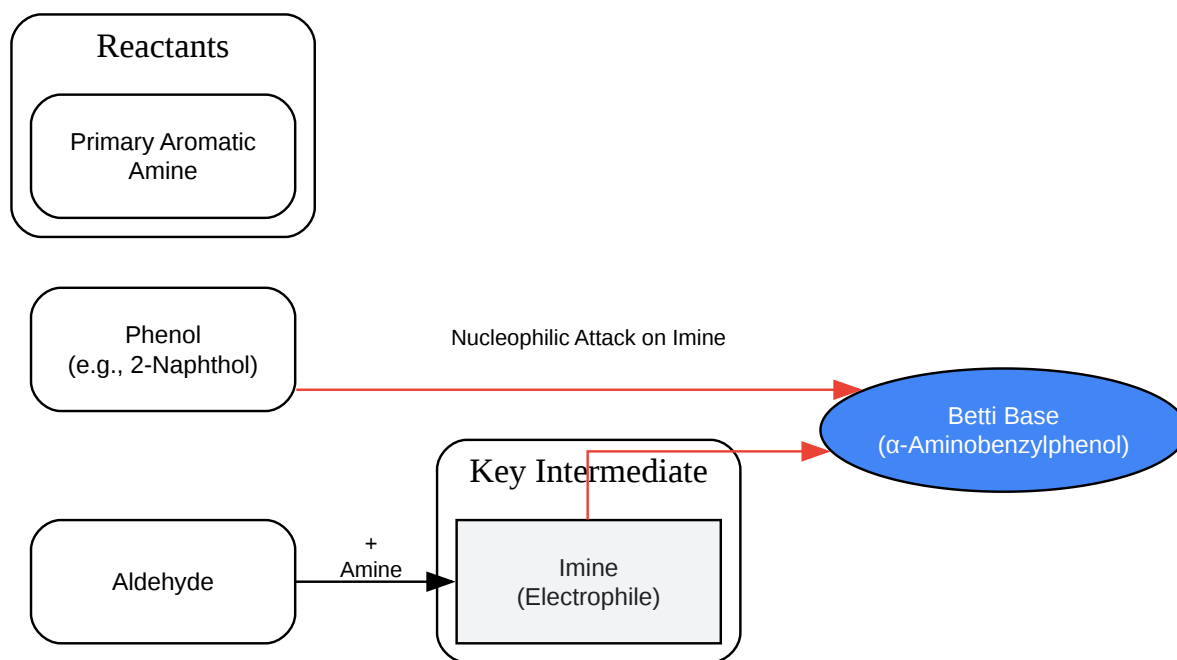 Reactants
Primary Aromatic
Amine
Phenol
(e.g., 2-Naphthol)
Nucleophilic Attack on Imine
Betti Base
(α-Aminobenzylphenol)
Key Intermediate
Aldehyde
+
Amine
Imine
(Electrophile)